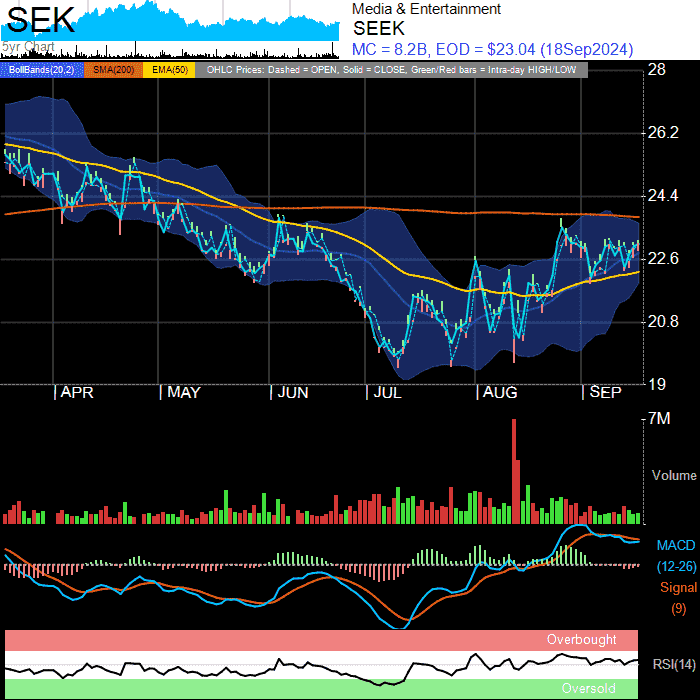 SEK
5yr Chart
Media & Entertainment
SEEK
MC = 8.2B, EOD = $23.04 (18Sep2024)
BollBands(20,2) SMA(200) EMA(50) OHLC Prices: Dashed = OPEN, Solid = CLOSE, Green/Red bars = Intra-day HIGH/LOW
28
26.2
24.4
22.6
20.8
19
APR MAY JUN JUL AUG SEP
7M
Volume
MACD
(12-26)
Signal
(9)
Overbought
RSI(14)
Oversold